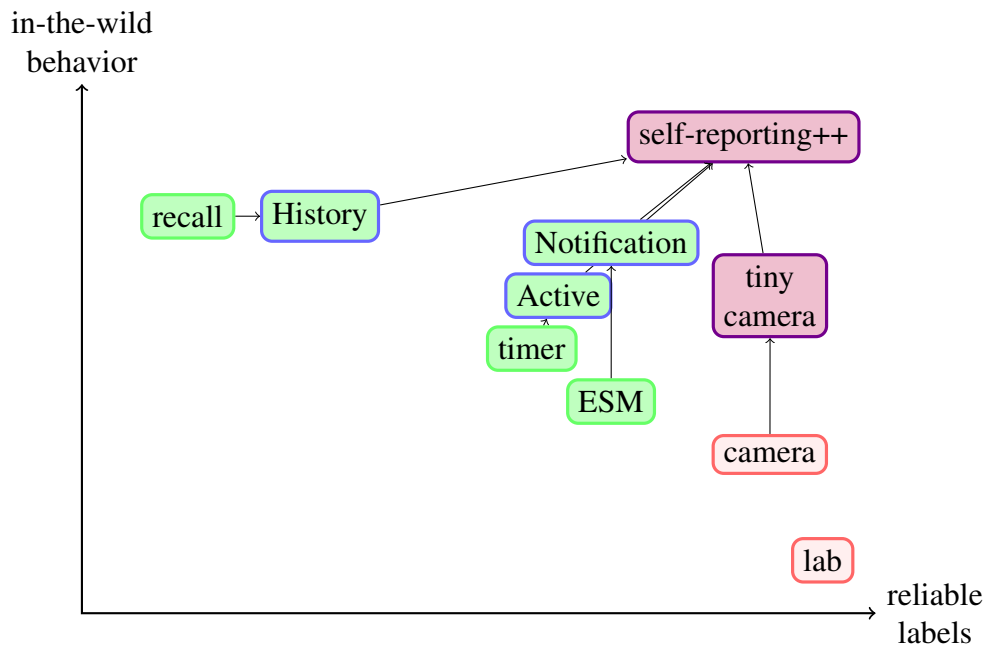 in-the-wild
behavior
self-reporting++
recall
History
Notification
tiny
camera
Active
timer
ESM
camera
lab
reliable
labels